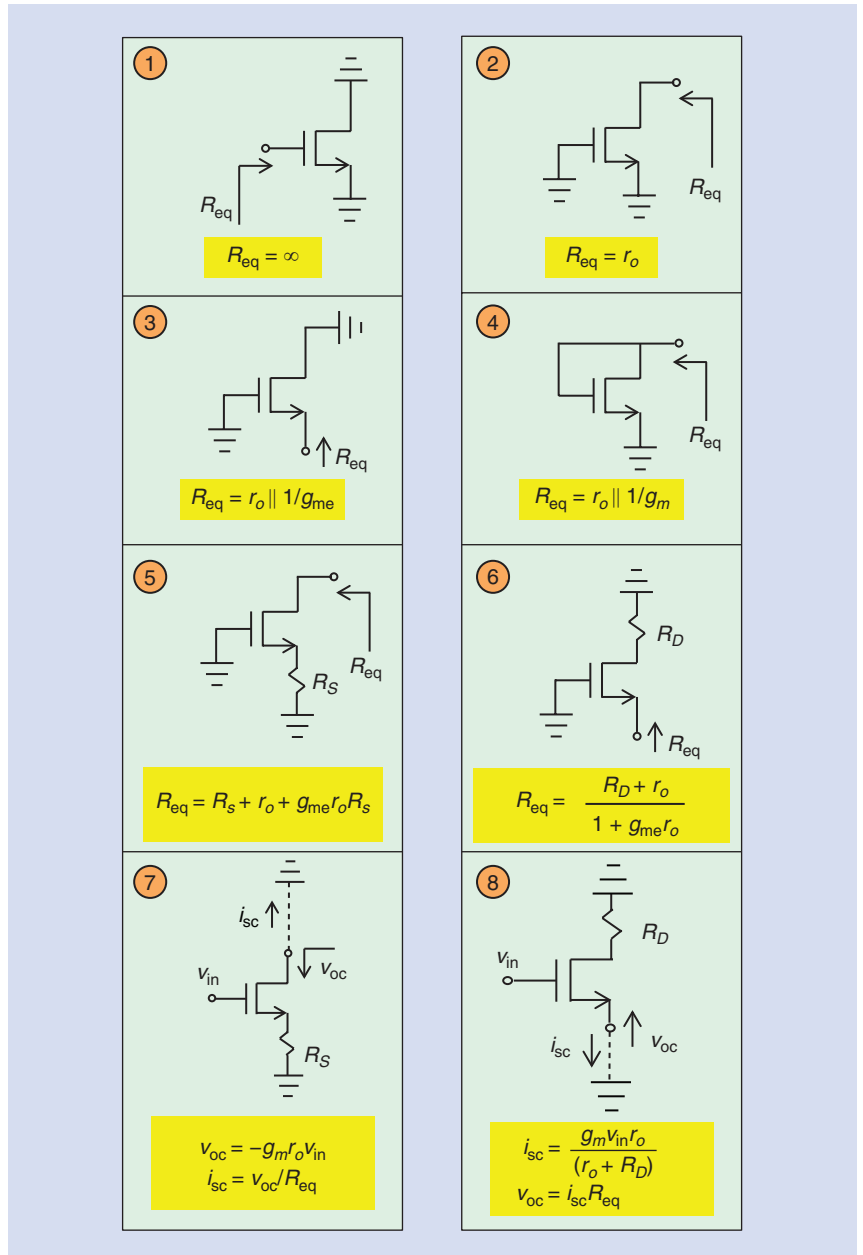 1
R_eq
R_eq = ∞
2
R_eq
R_eq = r_o
3
R_eq
R_eq = r_o || 1/g_me
4
R_eq
R_eq = r_o || 1/g_m
5
R_S
R_eq
R_eq = R_s + r_o + g_me r_o R_s
6
R_D
R_eq
R_eq = (R_D + r_o) / (1 + g_me r_o)
7
i_sc
v_in
v_oc
R_S
v_oc = −g_m r_o v_in
i_sc = v_oc/R_eq
8
R_D
v_in
i_sc
v_oc
i_sc = g_m v_in r_o / (r_o + R_D)
v_oc = i_sc R_eq